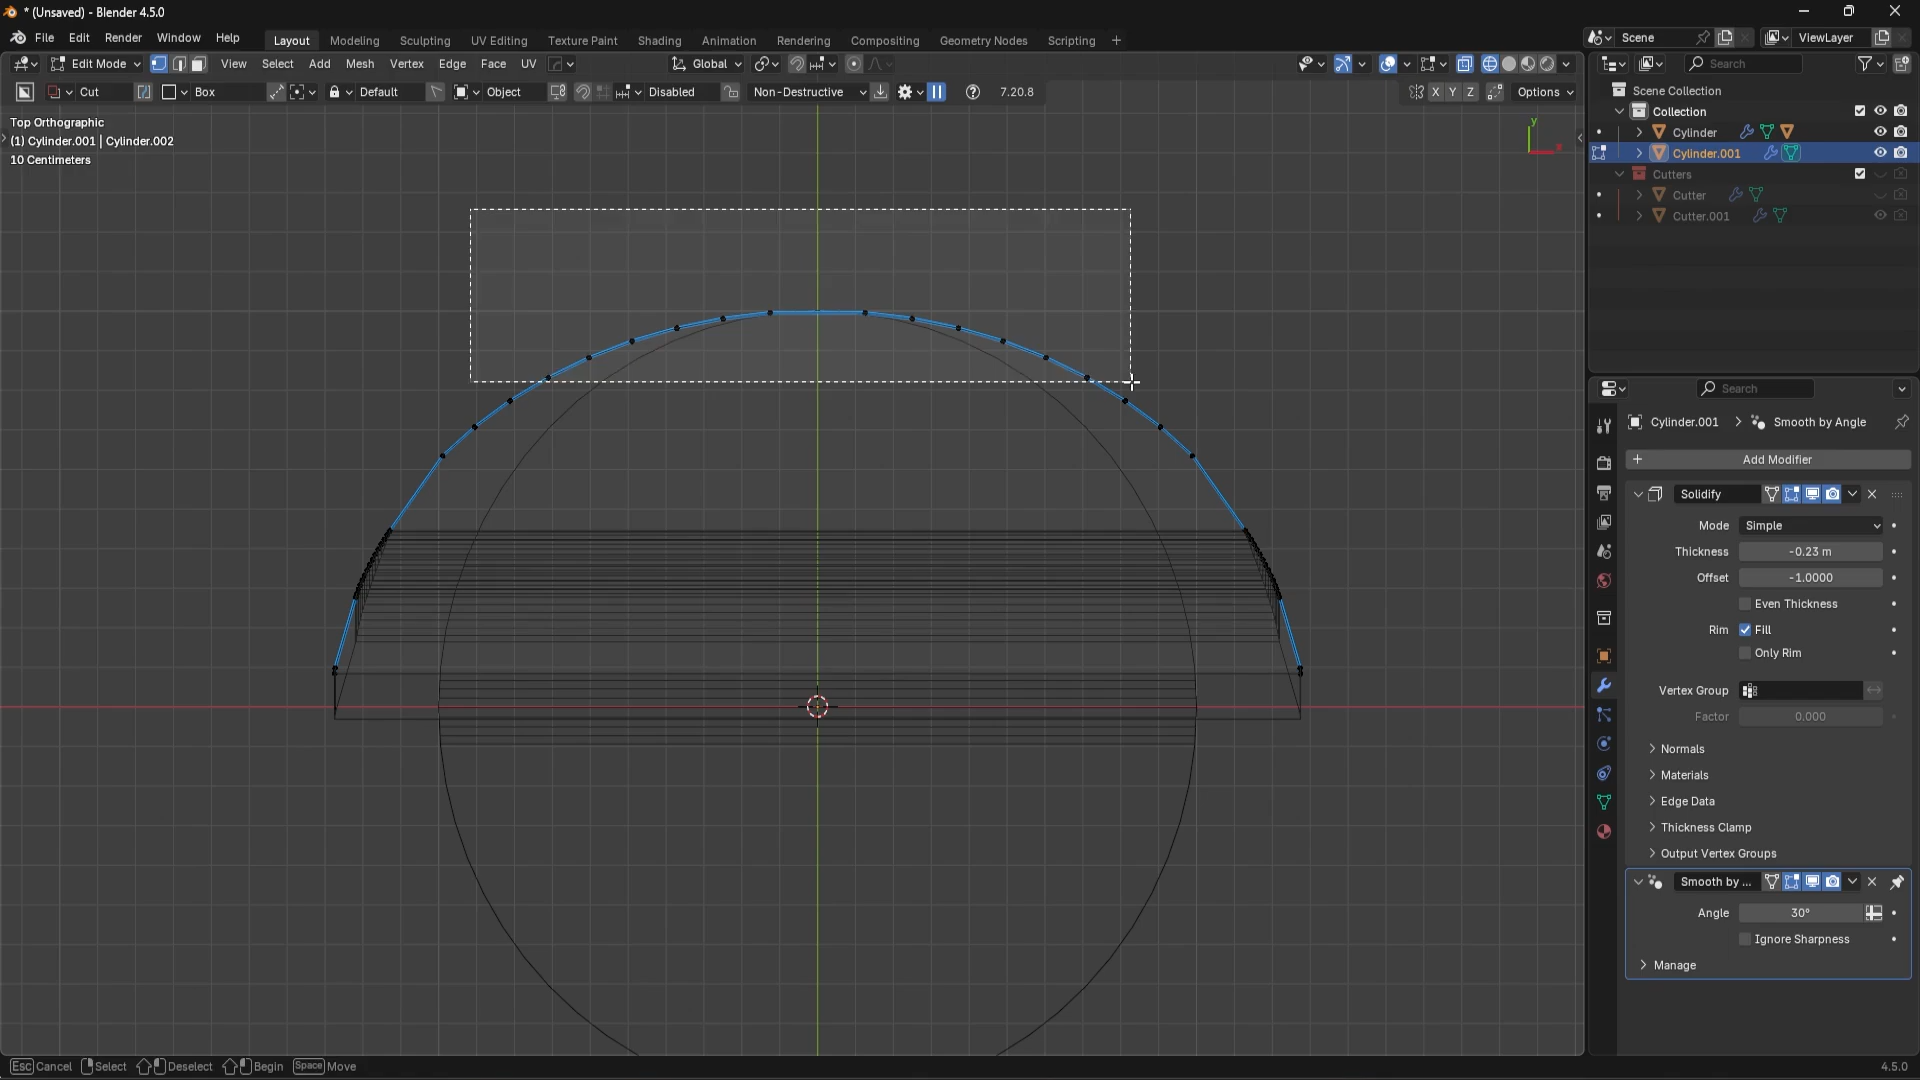 * (Unsaved) - Blender 4.5.0
File Edit Render Window Help Layout Modeling Sculpting UV Editing Texture Paint Shading Animation Rendering Compositing Geometry Nodes Scripting + Scene ViewLayer
Edit Mode View Select Add Mesh Vertex Edge Face UV Global Search
Cut Box Default Object Disabled Non-Destructive 7.20.8 X Y Z Options
Scene Collection
Collection
Cylinder
Cylinder.001
Cutters
Cutter
Cutter.001
Top Orthographic
(1) Cylinder.001 | Cylinder.002
10 Centimeters
y
Search
Cylinder.001 > Smooth by Angle
+ Add Modifier
Solidify
Mode Simple
Thickness -0.23 m
Offset -1.0000
Even Thickness
Rim Fill
Only Rim
Vertex Group
Factor 0.000
Normals
Materials
Edge Data
Thickness Clamp
Output Vertex Groups
Smooth by ...
Angle 30°
Ignore Sharpness
Manage
Esc Cancel Select Deselect Begin Space Move 4.5.0